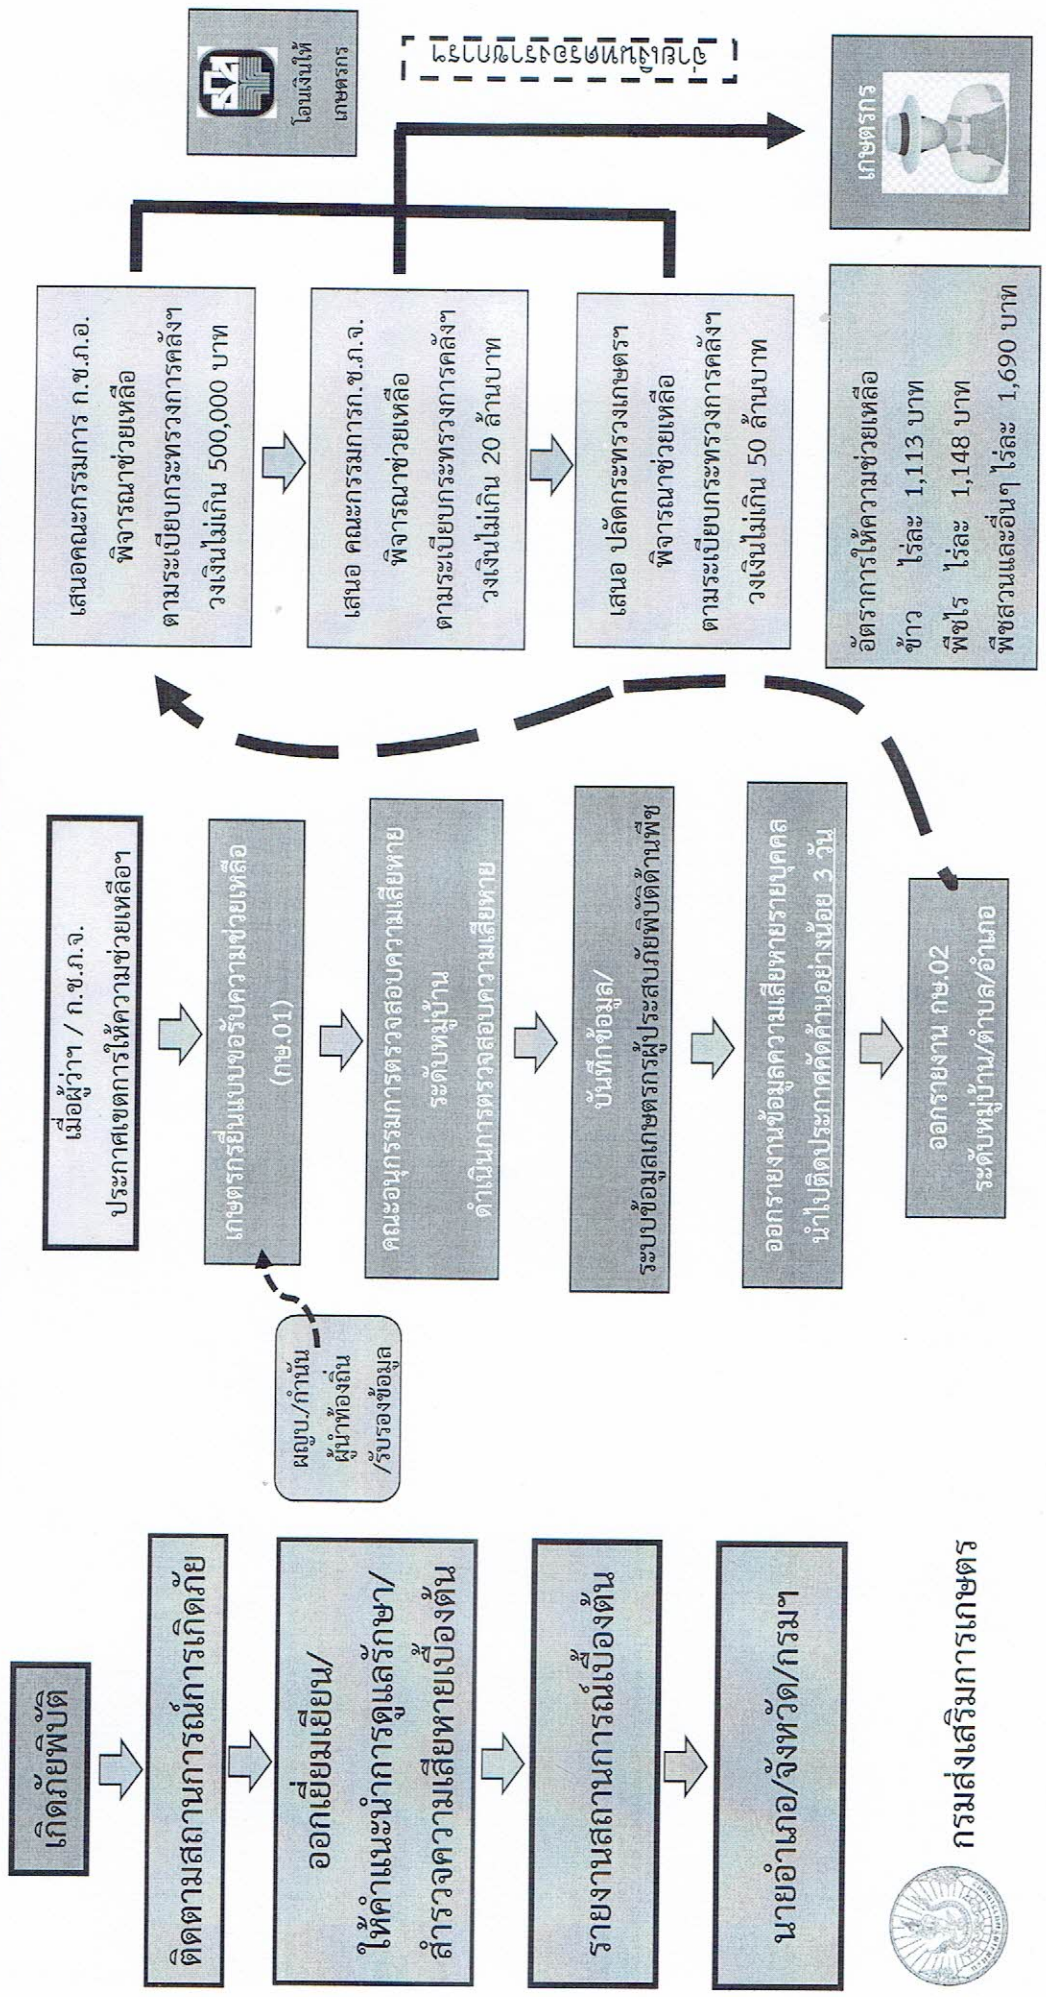 เกิดภัยพิบัติ
ติดตามสถานการณ์การเกิดภัย
ออกเยี่ยมเยียน/
ให้คำแนะนำการดูแลรักษา/
สำรวจความเสียหายเบื้องต้น
รายงานสถานการณ์เบื้องต้น
นายอำเภอ/จังหวัด/กรมฯ
กรมส่งเสริมการเกษตร
ผญบ./กำนัน
ผู้นำท้องถิ่น
/รับรองข้อมูล
เมื่อผู้ว่าฯ / ก.ช.ภ.จ.
ประกาศเขตการให้ความช่วยเหลือฯ
เกษตรกรยื่นแบบขอรับความช่วยเหลือ
(กษ.01)
คณะอนุกรรมการตรวจสอบความเสียหาย
ระดับหมู่บ้าน
ดำเนินการตรวจสอบความเสียหาย
บันทึกข้อมูล/
ระบบข้อมูลเกษตรกรผู้ประสบภัยพิบัติด้านพืช
ออกรายงานข้อมูลความเสียหายรายบุคคล
นำไปติดประกาศคัดค้านอย่างน้อย 3 วัน
ออกรายงาน กษ.02
ระดับหมู่บ้าน/ตำบล/อำเภอ
เสนอคณะกรรมการ ก.ช.ภ.อ.
พิจารณาช่วยเหลือ
ตามระเบียบกระทรวงการคลังฯ
วงเงินไม่เกิน 500,000 บาท
เสนอ คณะกรรมการก.ช.ภ.จ.
พิจารณาช่วยเหลือ
ตามระเบียบกระทรวงการคลังฯ
วงเงินไม่เกิน 20 ล้านบาท
เสนอ ปลัดกระทรวงเกษตรฯ
พิจารณาช่วยเหลือ
ตามระเบียบกระทรวงการคลังฯ
วงเงินไม่เกิน 50 ล้านบาท
อัตราการให้ความช่วยเหลือ
ข้าว ไร่ละ 1,113 บาท
พืชไร่ ไร่ละ 1,148 บาท
พืชสวนและอื่นๆ ไร่ละ 1,690 บาท
โอนเงินให้
เกษตรกร
จ่ายเงินทดรองราชการฯ
เกษตรกร